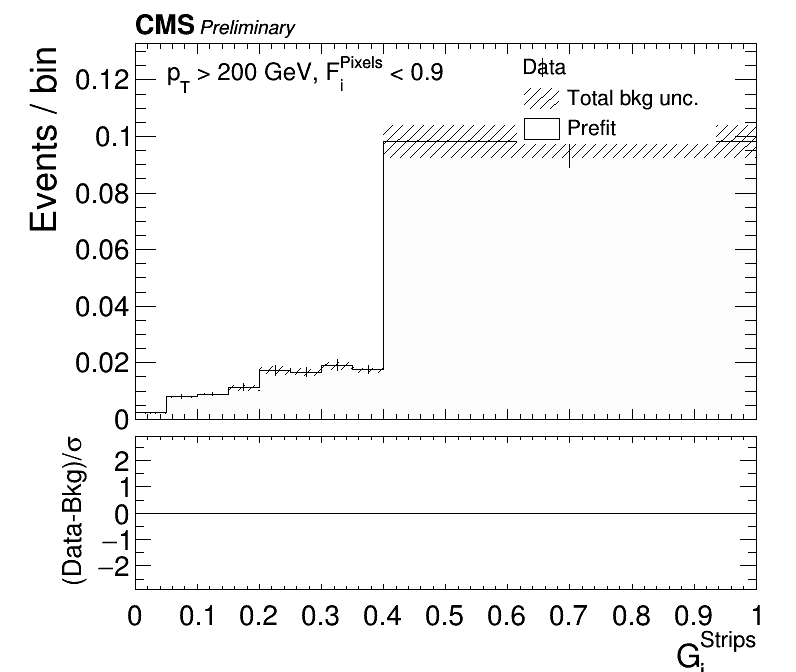 CMS Preliminary
p_T > 200 GeV, F_i^Pixels < 0.9
Data
Total bkg unc.
Prefit
Events / bin
0.12
0.1
0.08
0.06
0.04
0.02
0
(Data-Bkg)/σ
2
1
0
−1
−2
0 0.1 0.2 0.3 0.4 0.5 0.6 0.7 0.8 0.9 1
G_i^Strips